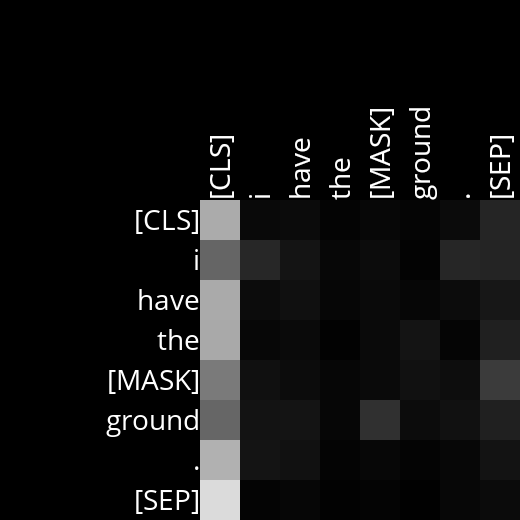 [CLS] i have the [MASK] ground . [SEP]
[CLS]
i
have
the
[MASK]
ground
.
[SEP]